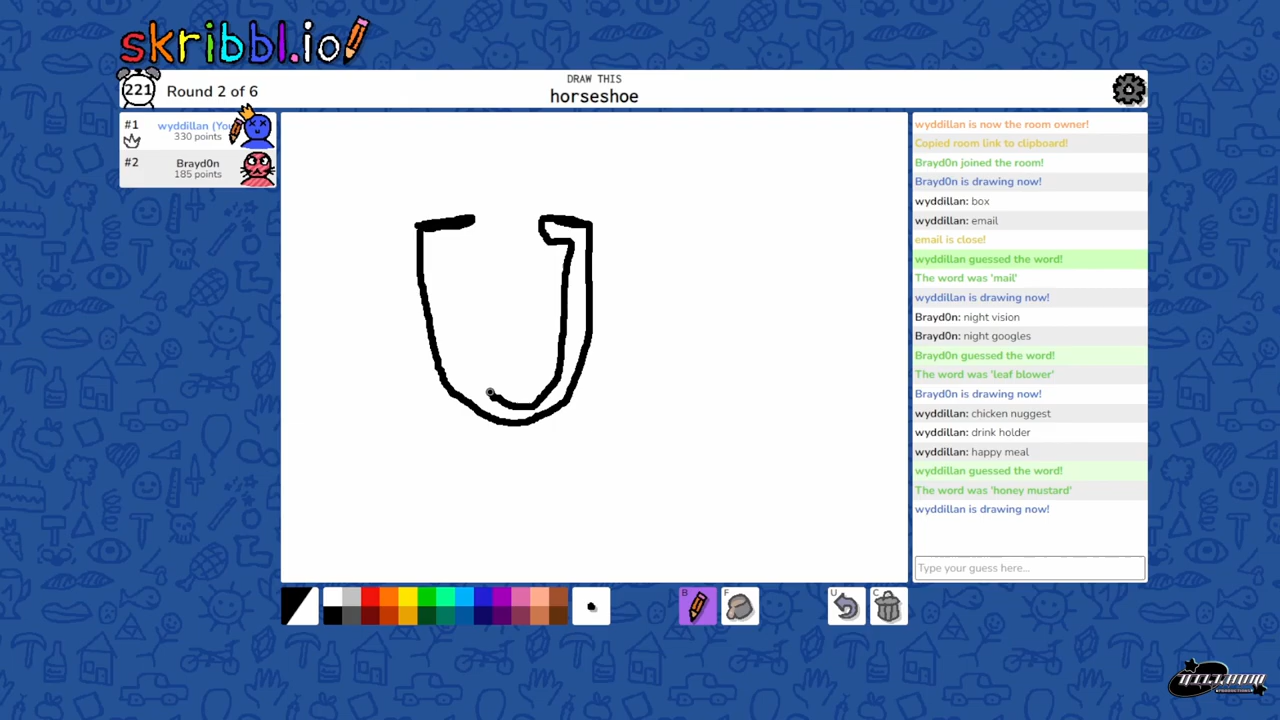 skribbl.io
221
Round 2 of 6
DRAW THIS
horseshoe
#1
wyddillan (You
330 points
#2
Brayd0n
185 points
wyddillan is now the room owner!
Copied room link to clipboard!
Brayd0n joined the room!
Brayd0n is drawing now!
wyddillan: box
wyddillan: email
email is close!
wyddillan guessed the word!
The word was 'mail'
wyddillan is drawing now!
Brayd0n: night vision
Brayd0n: night googles
Brayd0n guessed the word!
The word was 'leaf blower'
Brayd0n is drawing now!
wyddillan: chicken nuggest
wyddillan: drink holder
wyddillan: happy meal
wyddillan guessed the word!
The word was 'honey mustard'
wyddillan is drawing now!
Type your guess here...
B
F
U
C